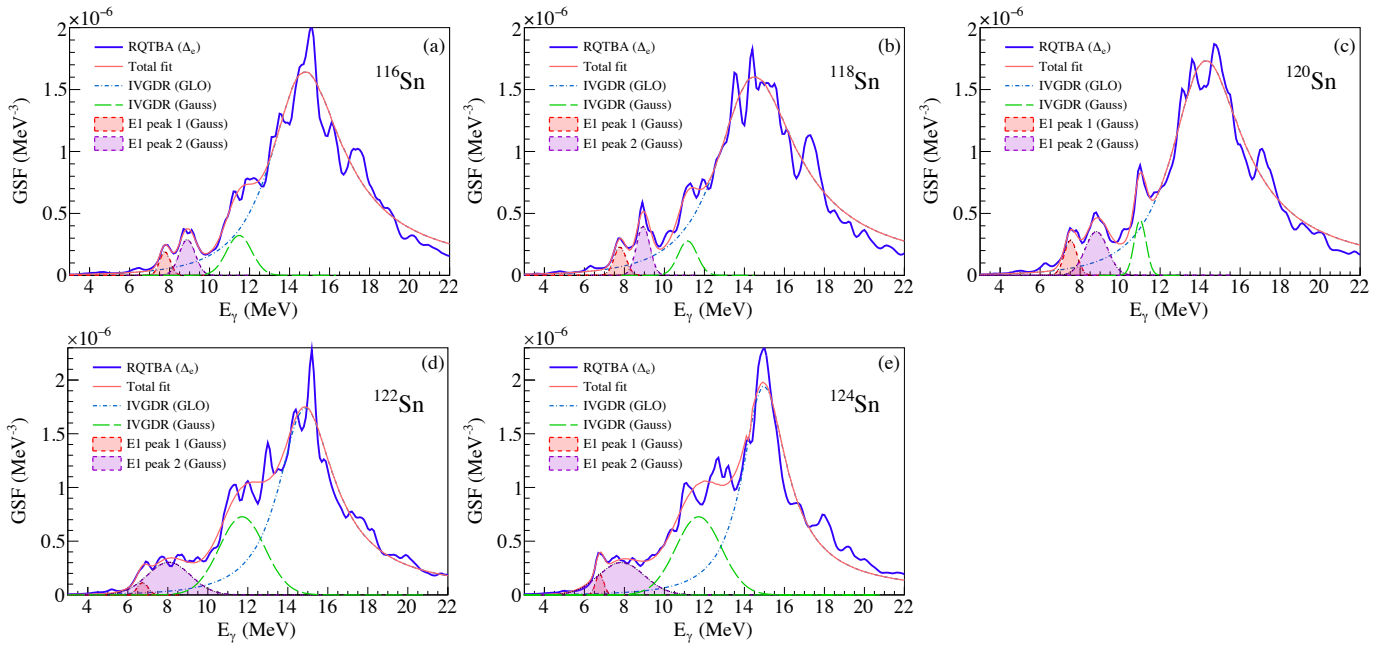 ×10⁻⁶
2
1.5
1
0.5
0
GSF (MeV⁻³)
RQTBA (Δₑ)
Total fit
IVGDR (GLO)
IVGDR (Gauss)
E1 peak 1 (Gauss)
E1 peak 2 (Gauss)
(a)
¹¹⁶Sn
4 6 8 10 12 14 16 18 20 22
E_γ (MeV)
×10⁻⁶
2
1.5
1
0.5
0
GSF (MeV⁻³)
RQTBA (Δₑ)
Total fit
IVGDR (GLO)
IVGDR (Gauss)
E1 peak 1 (Gauss)
E1 peak 2 (Gauss)
(b)
¹¹⁸Sn
4 6 8 10 12 14 16 18 20 22
E_γ (MeV)
×10⁻⁶
2
1.5
1
0.5
0
GSF (MeV⁻³)
RQTBA (Δₑ)
Total fit
IVGDR (GLO)
IVGDR (Gauss)
E1 peak 1 (Gauss)
E1 peak 2 (Gauss)
(c)
¹²⁰Sn
4 6 8 10 12 14 16 18 20 22
E_γ (MeV)
×10⁻⁶
2
1.5
1
0.5
0
GSF (MeV⁻³)
RQTBA (Δₑ)
Total fit
IVGDR (GLO)
IVGDR (Gauss)
E1 peak 1 (Gauss)
E1 peak 2 (Gauss)
(d)
¹²²Sn
4 6 8 10 12 14 16 18 20 22
E_γ (MeV)
×10⁻⁶
2
1.5
1
0.5
0
GSF (MeV⁻³)
RQTBA (Δₑ)
Total fit
IVGDR (GLO)
IVGDR (Gauss)
E1 peak 1 (Gauss)
E1 peak 2 (Gauss)
(e)
¹²⁴Sn
4 6 8 10 12 14 16 18 20 22
E_γ (MeV)